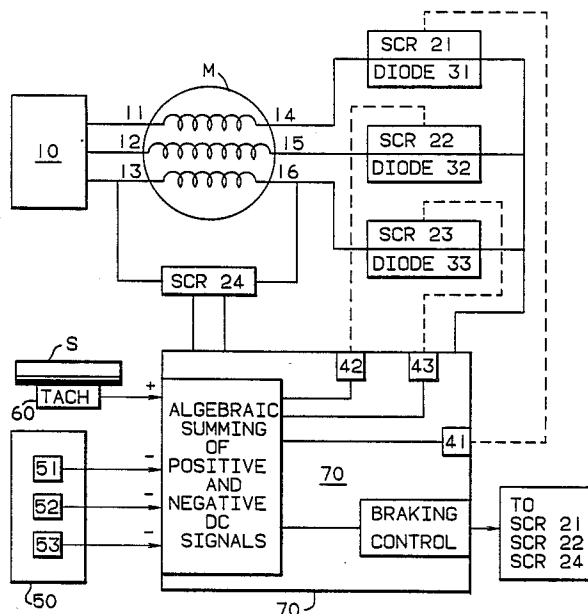 M
SCR 21
DIODE 31
11
14
10
12
15
SCR 22
DIODE 32
13
16
SCR 23
DIODE 33
SCR 24
S
TACH
60
+
42
43
41
ALGEBRAIC
SUMMING
OF
POSITIVE
AND
NEGATIVE
DC
SIGNALS
70
51
-
52
-
53
-
BRAKING
CONTROL
TO
SCR 21
SCR 22
SCR 24
50
70